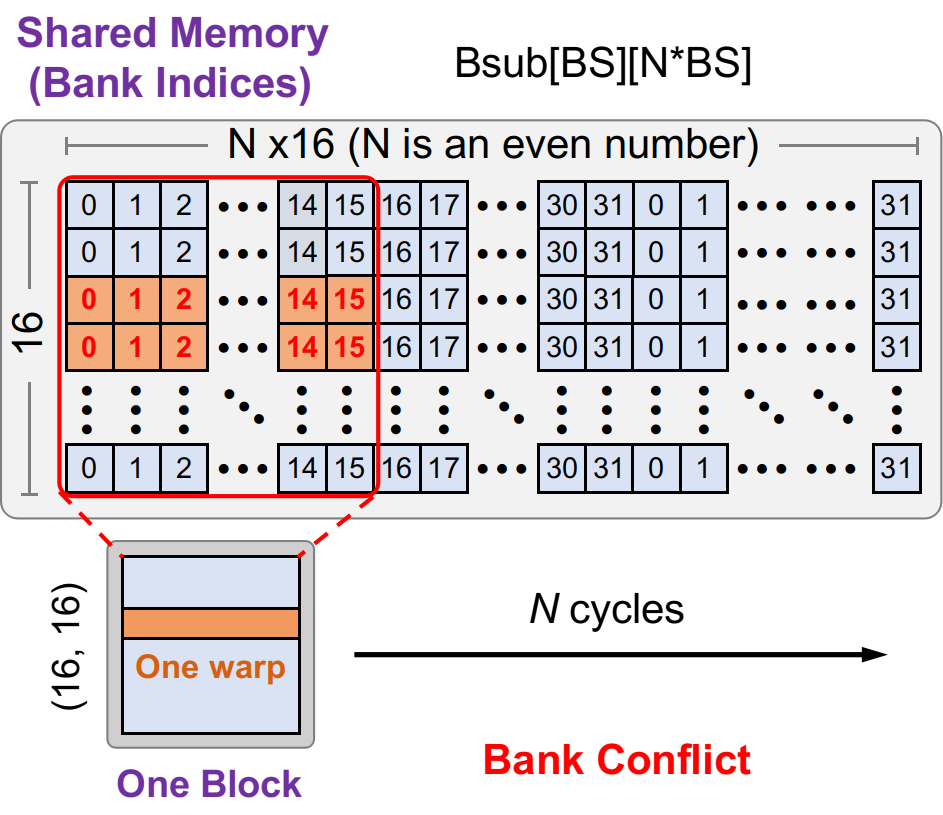 Shared Memory
(Bank Indices)
Bsub[BS][N*BS]
N x16 (N is an even number)
0 1 2 ••• 14 15 16 17 ••• 30 31 0 1 ••• ••• 31
0 1 2 ••• 14 15 16 17 ••• 30 31 0 1 ••• ••• 31
0 1 2 ••• 14 15 16 17 ••• 30 31 0 1 ••• ••• 31
0 1 2 ••• 14 15 16 17 ••• 30 31 0 1 ••• ••• 31
0 1 2 ••• 14 15 16 17 ••• 30 31 0 1 ••• ••• 31
16
(16, 16)
One warp
One Block
N cycles
Bank Conflict